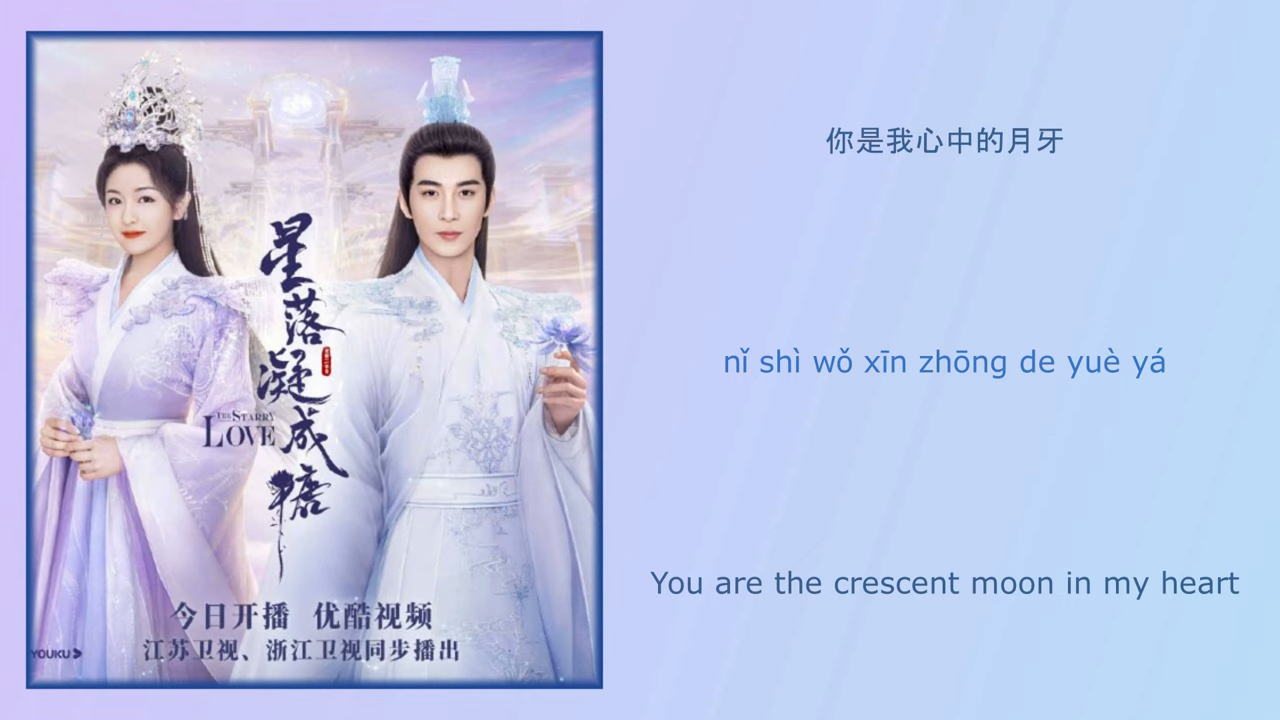 星落凝成糖
THE STARRY
LOVE
今日开播 优酷视频
江苏卫视、浙江卫视同步播出
YOUKU
你是我心中的月牙
nǐ shì wǒ xīn zhōng de yuè yá
You are the crescent moon in my heart